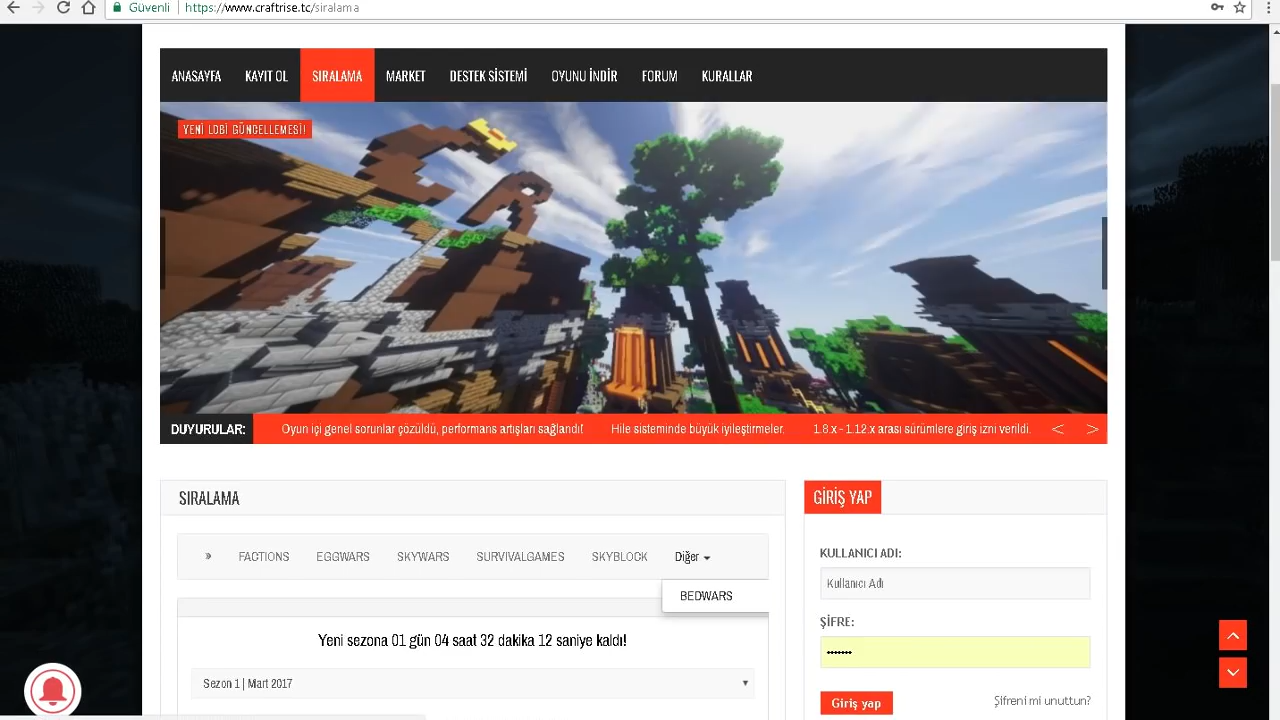 Güvenli
https://www.craftrise.tc/siralama
ANASAYFA KAYIT OL SIRALAMA MARKET DESTEK SİSTEMİ OYUNU İNDİR FORUM KURALLAR
YENİ LOBİ GÜNCELLEMESİ!
DUYURULAR: Oyun içi genel sorunlar çözüldü, performans artışları sağlandı! Hile sisteminde büyük iyileştirmeler. 1.8.x - 1.12.x arası sürümlere giriş izni verildi. < >
SIRALAMA
» FACTIONS EGGWARS SKYWARS SURVIVALGAMES SKYBLOCK Diğer
BEDWARS
Yeni sezona 01 gün 04 saat 32 dakika 12 saniye kaldı!
Sezon 1 | Mart 2017
GİRİŞ YAP
KULLANICI ADI:
Kullanıcı Adı
ŞİFRE:
•••••••
Giriş yap Şifreni mi unuttun?